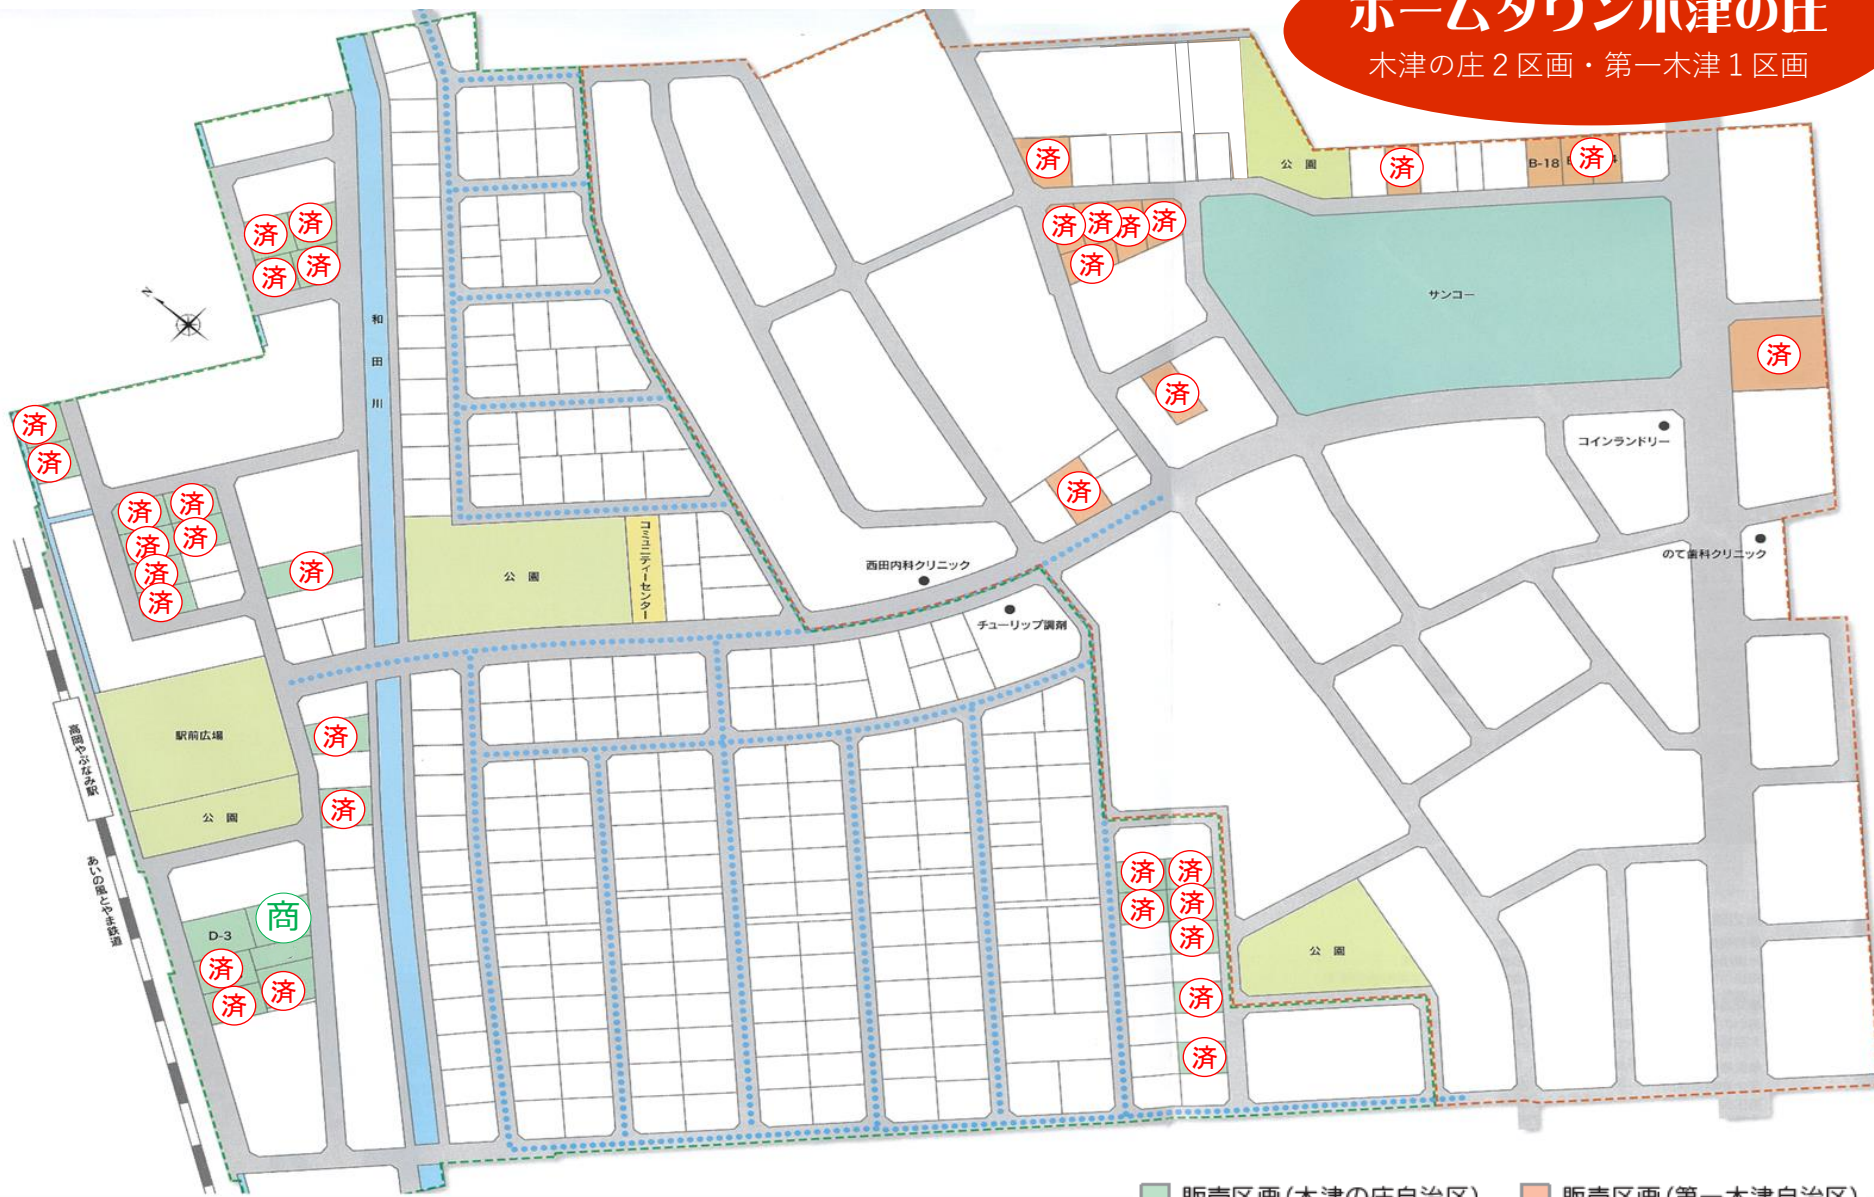 ホームタウン木津の庄
木津の庄２区画・第一木津１区画
公園
済
済
B-18
済
済
済
済
済
済
済
済
済
済
サンコー
和田川
済
済
済
コインランドリー
済
済
済
済
済
済
済
済
済
済
公園
コミュニティーセンター
西田内科クリニック
のて歯科クリニック
チューリップ調剤
駅前広場
高岡やぶなみ駅
済
済
公園
あいの風とやま鉄道
済
済
済
済
済
商
D-3
済
済
済
公園
済
済
販売区画(木津の庄自治区)
販売区画(第一木津自治区)